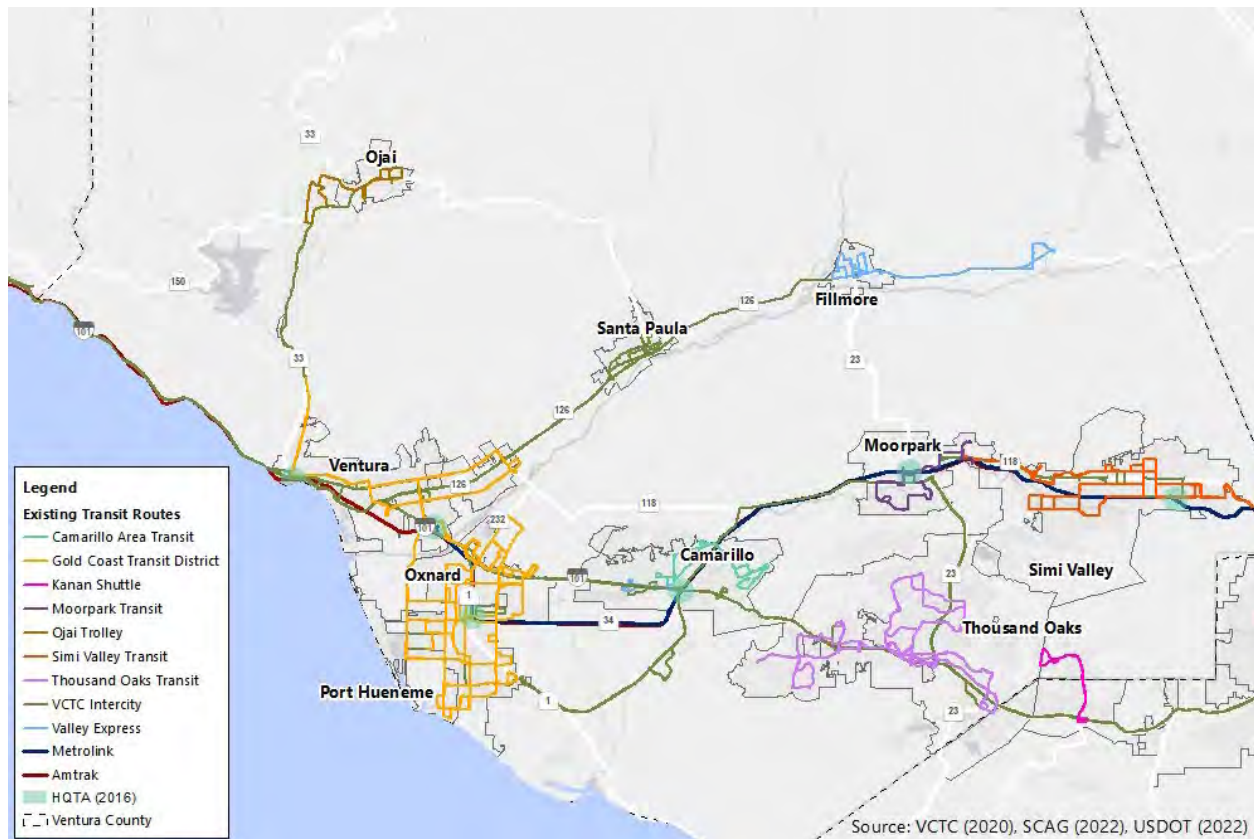 33
Ojai
150
Fillmore
126
Santa Paula
101
23
33
126
Moorpark
118
Ventura
126
118
232
101
Camarillo
Oxnard
101
1
34
23
Simi Valley
Thousand Oaks
Port Hueneme
1
23
Legend
Existing Transit Routes
Camarillo Area Transit
Gold Coast Transit District
Kanan Shuttle
Moorpark Transit
Ojai Trolley
Simi Valley Transit
Thousand Oaks Transit
VCTC Intercity
Valley Express
Metrolink
Amtrak
HQTA (2016)
Ventura County
Source: VCTC (2020), SCAG (2022), USDOT (2022)